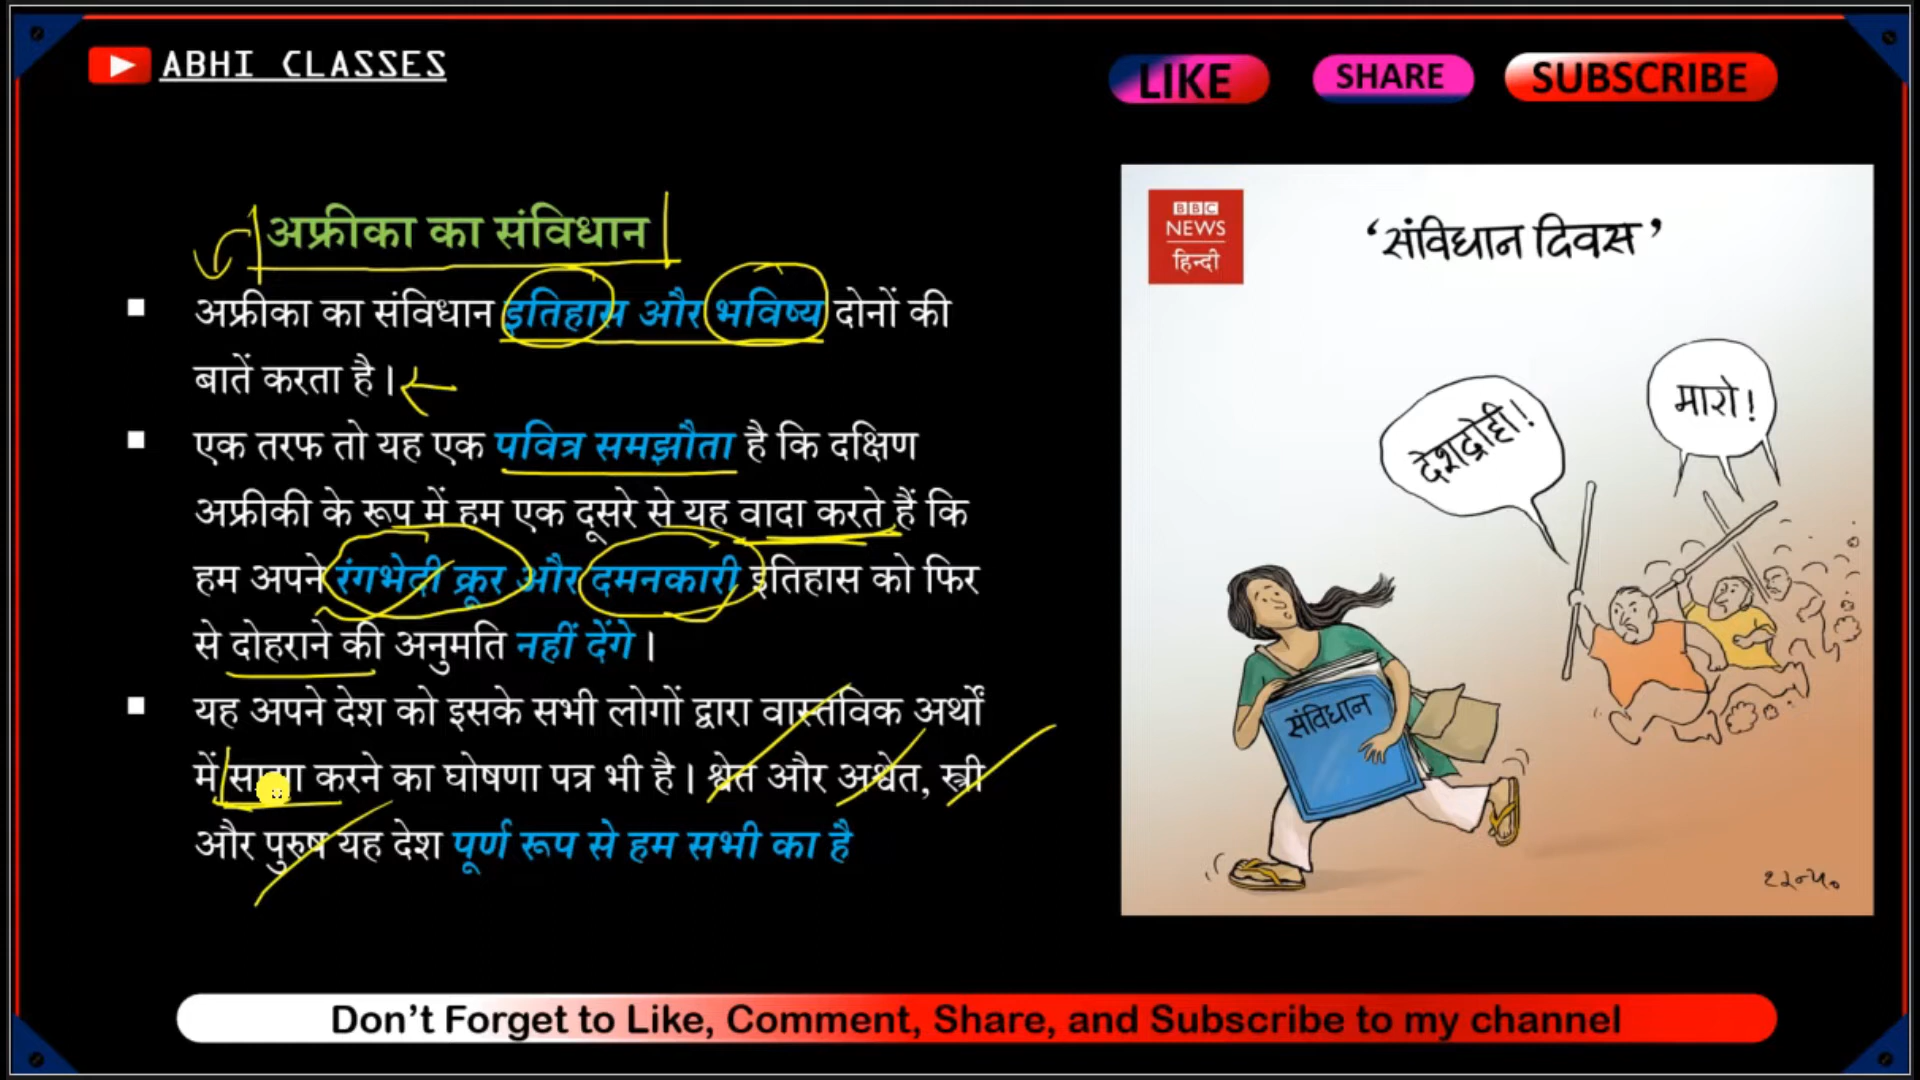 ABHI CLASSES
LIKE
SHARE
SUBSCRIBE
अफ्रीका का संविधान
अफ्रीका का संविधान इतिहास और भविष्य दोनों की
बातें करता है।
एक तरफ तो यह एक पवित्र समझौता है कि दक्षिण
अफ्रीकी के रूप में हम एक दूसरे से यह वादा करते हैं कि
हम अपने रंगभेदी क्रूर और दमनकारी इतिहास को फिर
से दोहराने की अनुमति नहीं देंगे ।
यह अपने देश को इसके सभी लोगों द्वारा वास्तविक अर्थों
में करने का घोषणा पत्र भी है। श्वेत और अश्वेत, स्त्री
और पुरुष यह देश पूर्ण रूप से हम सभी का है
BBC
NEWS
हिन्दी
‘संविधान दिवस’
देशद्रोही!
मारो!
संविधान
Don’t Forget to Like, Comment, Share, and Subscribe to my channel